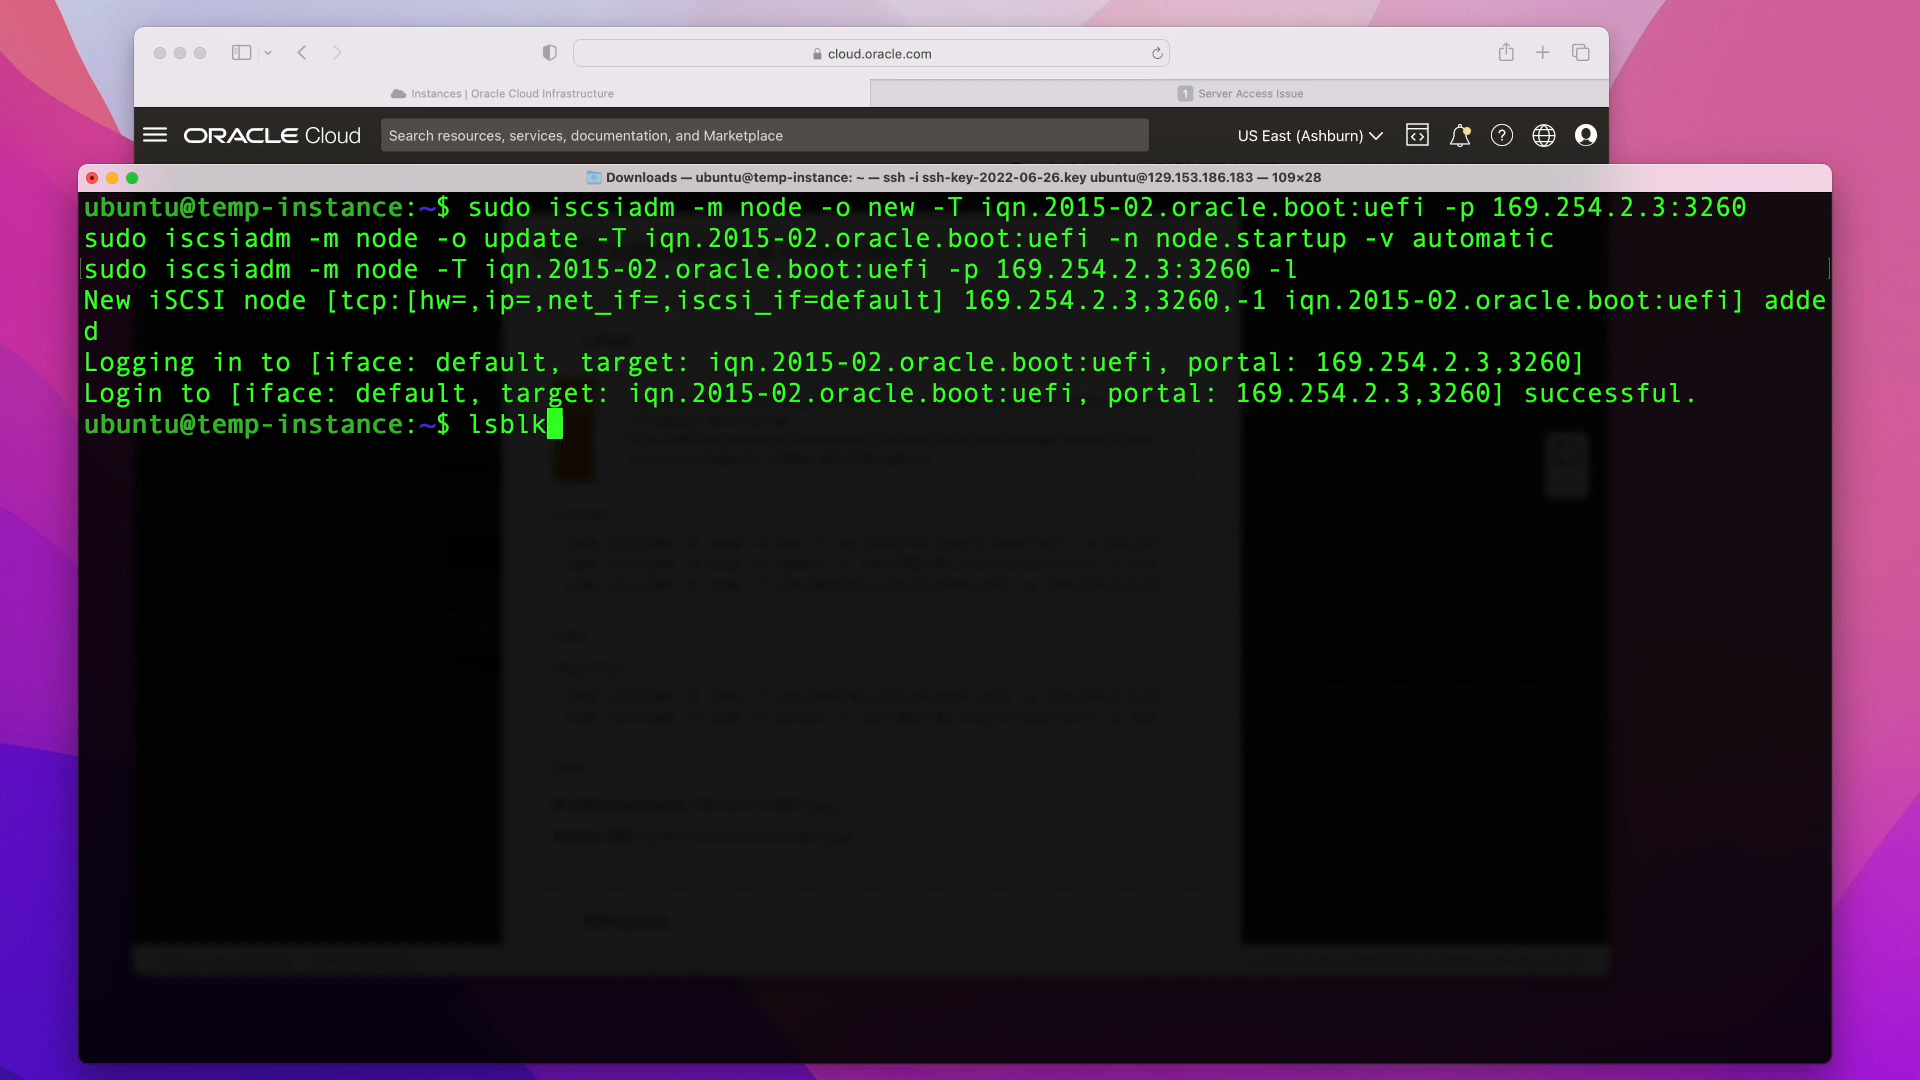 cloud.oracle.com
Instances | Oracle Cloud Infrastructure
1 Server Access Issue
ORACLE Cloud
Search resources, services, documentation, and Marketplace
US East (Ashburn)
Downloads — ubuntu@temp-instance: ~ — ssh -i ssh-key-2022-06-26.key ubuntu@129.153.186.183 — 109×28
ubuntu@temp-instance:~$ sudo iscsiadm -m node -o new -T iqn.2015-02.oracle.boot:uefi -p 169.254.2.3:3260
sudo iscsiadm -m node -o update -T iqn.2015-02.oracle.boot:uefi -n node.startup -v automatic
[sudo iscsiadm -m node -T iqn.2015-02.oracle.boot:uefi -p 169.254.2.3:3260 -l ]
New iSCSI node [tcp:[hw=,ip=,net_if=,iscsi_if=default] 169.254.2.3,3260,-1 iqn.2015-02.oracle.boot:uefi] adde
d
Logging in to [iface: default, target: iqn.2015-02.oracle.boot:uefi, portal: 169.254.2.3,3260]
Login to [iface: default, target: iqn.2015-02.oracle.boot:uefi, portal: 169.254.2.3,3260] successful.
ubuntu@temp-instance:~$ lsblk